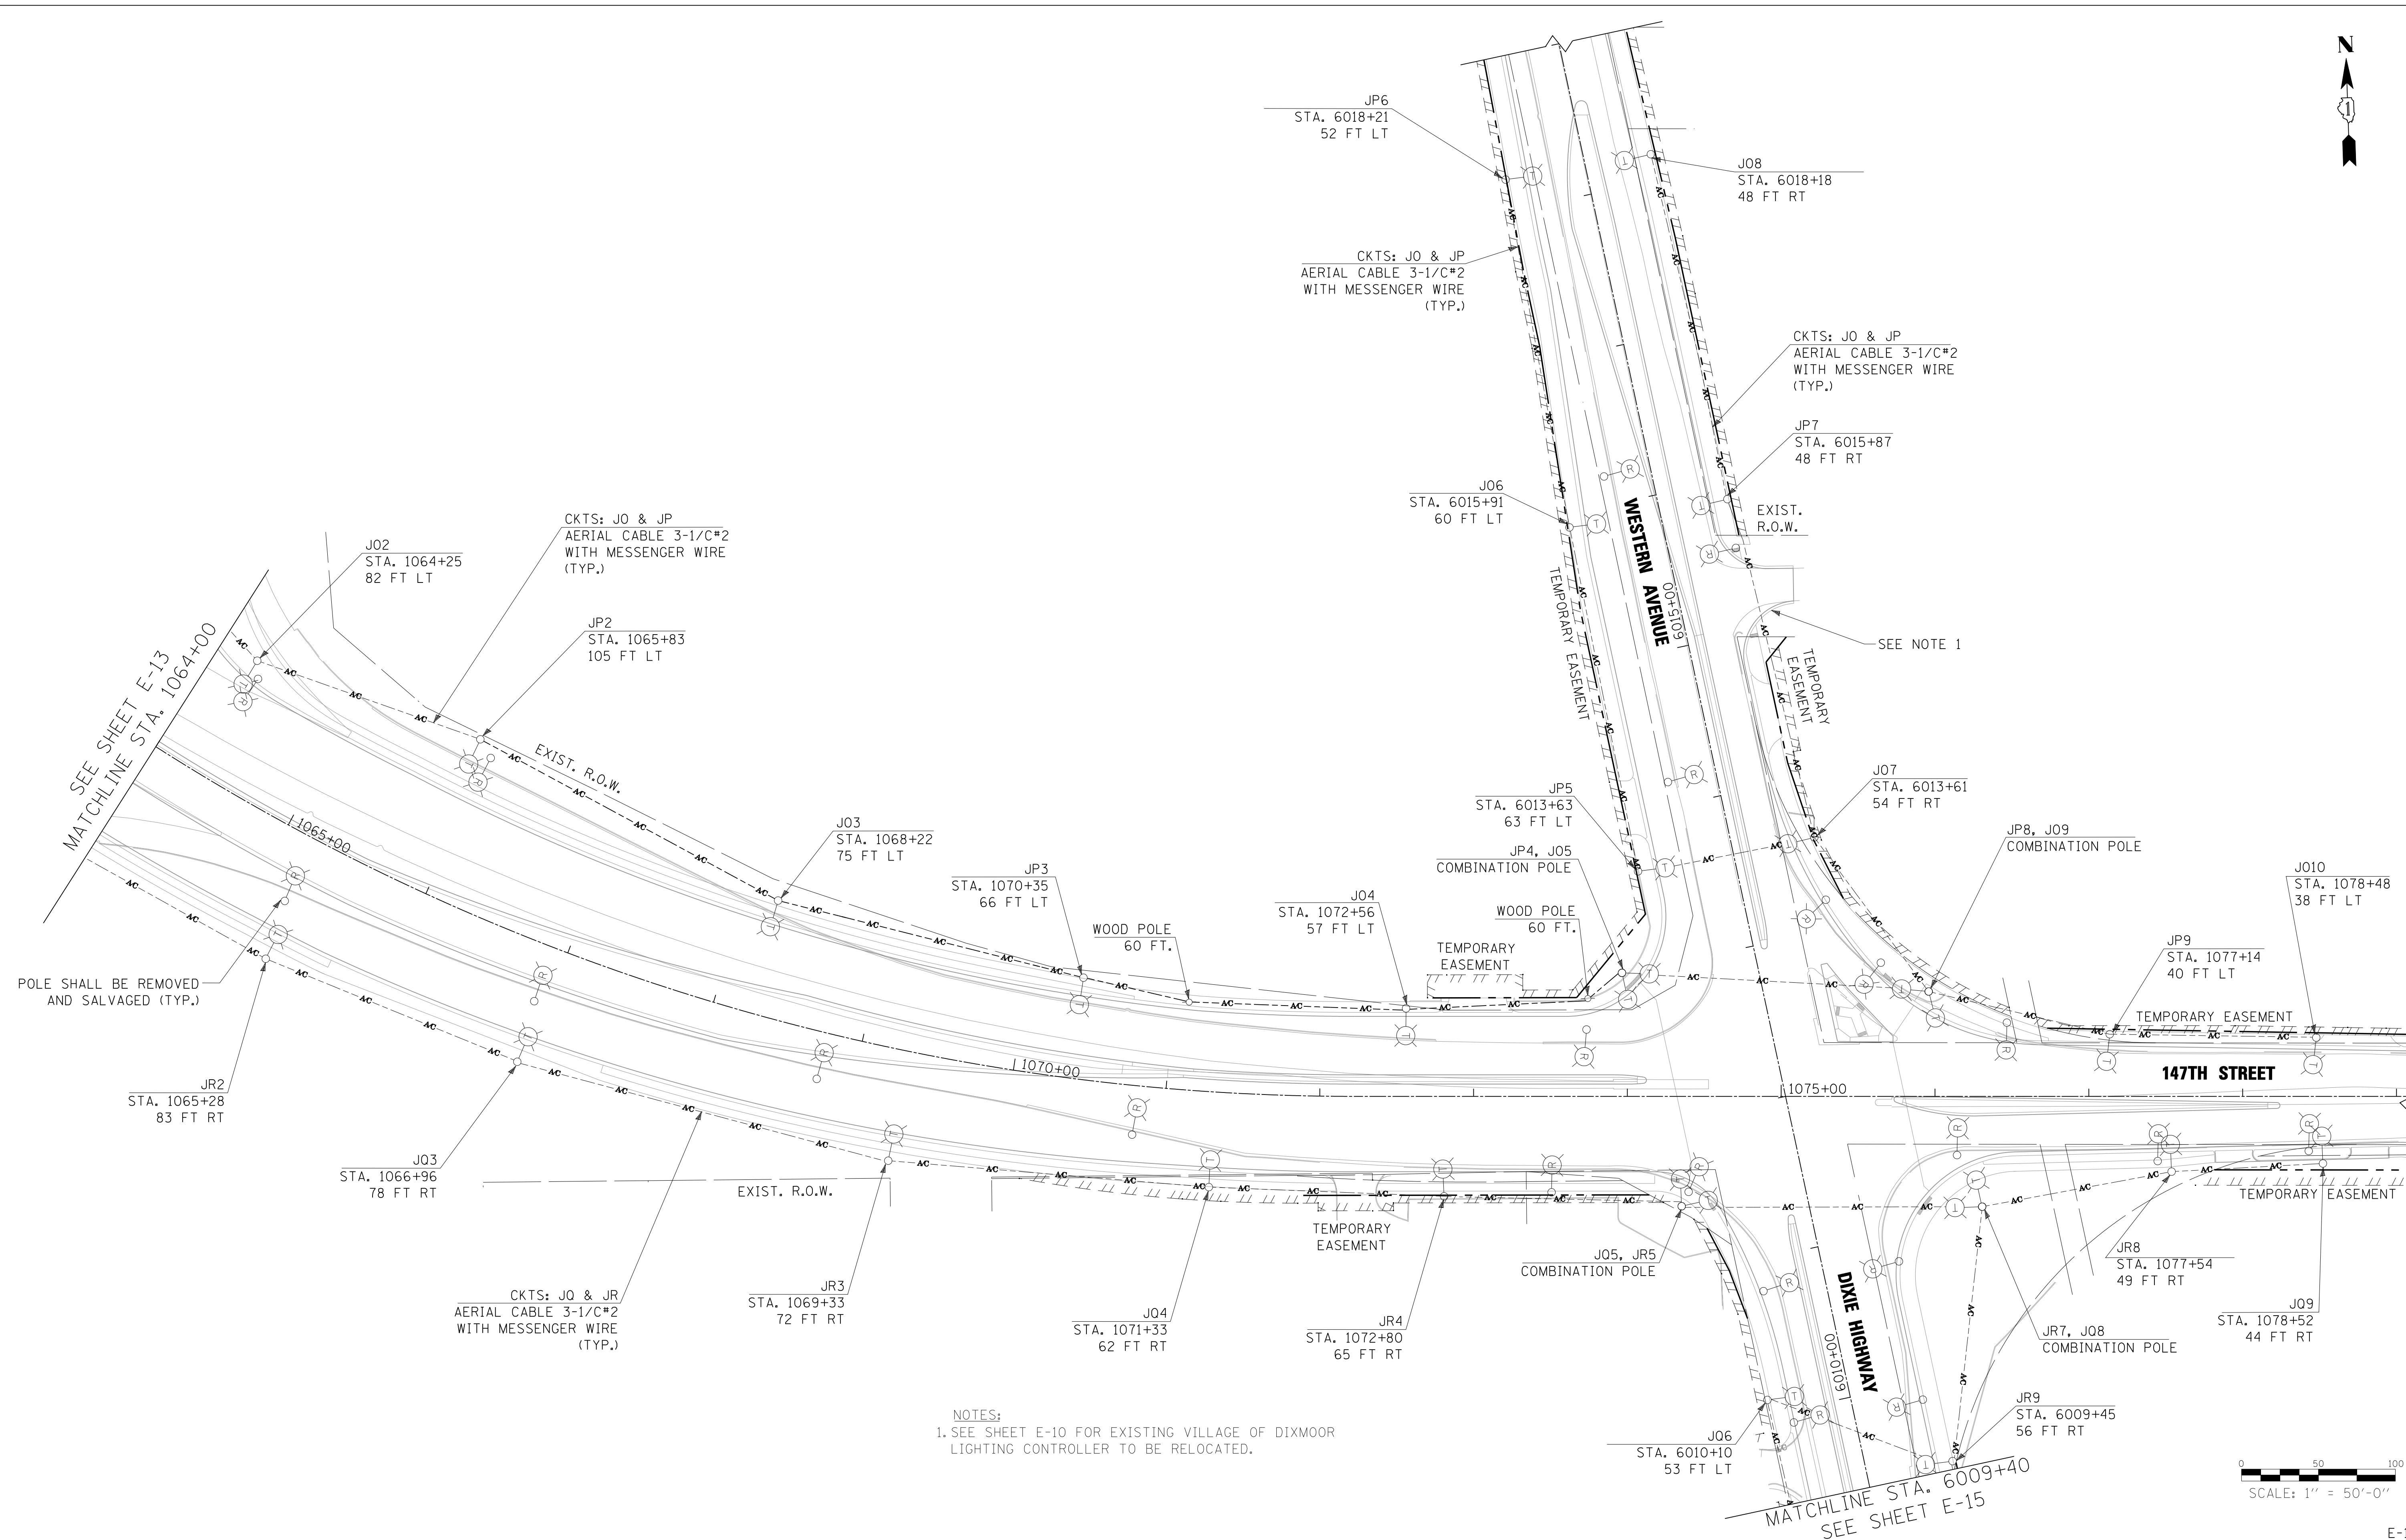 N
JP6
STA. 6018+21
52 FT LT
JO8
STA. 6018+18
48 FT RT
CKTS: JO & JP
AERIAL CABLE 3-1/C#2
WITH MESSENGER WIRE
(TYP.)
CKTS: JO & JP
AERIAL CABLE 3-1/C#2
WITH MESSENGER WIRE
(TYP.)
JP7
STA. 6015+87
48 FT RT
JO6
STA. 6015+91
60 FT LT
EXIST.
R.O.W.
WESTERN AVENUE
6015+00
TEMPORARY EASEMENT
SEE NOTE 1
TEMPORARY
EASEMENT
CKTS: JO & JP
AERIAL CABLE 3-1/C#2
WITH MESSENGER WIRE
(TYP.)
JO2
STA. 1064+25
82 FT LT
JP2
STA. 1065+83
105 FT LT
SEE SHEET E-13
MATCHLINE STA. 1064+00
EXIST. R.O.W.
1065+00
JO3
STA. 1068+22
75 FT LT
JP3
STA. 1070+35
66 FT LT
WOOD POLE
60 FT.
JO4
STA. 1072+56
57 FT LT
TEMPORARY
EASEMENT
WOOD POLE
60 FT.
JP4, JO5
COMBINATION POLE
JP5
STA. 6013+63
63 FT LT
JO7
STA. 6013+61
54 FT RT
JP8, JO9
COMBINATION POLE
JP9
STA. 1077+14
40 FT LT
JO10
STA. 1078+48
38 FT LT
TEMPORARY EASEMENT
147TH STREET
POLE SHALL BE REMOVED
AND SALVAGED (TYP.)
JR2
STA. 1065+28
83 FT RT
1070+00
1075+00
JQ3
STA. 1066+96
78 FT RT
EXIST. R.O.W.
CKTS: JQ & JR
AERIAL CABLE 3-1/C#2
WITH MESSENGER WIRE
(TYP.)
JR3
STA. 1069+33
72 FT RT
JQ4
STA. 1071+33
62 FT RT
TEMPORARY
EASEMENT
JR4
STA. 1072+80
65 FT RT
JQ5, JR5
COMBINATION POLE
DIXIE HIGHWAY
6010+00
JR8
STA. 1077+54
49 FT RT
TEMPORARY EASEMENT
JQ9
STA. 1078+52
44 FT RT
JR7, JQ8
COMBINATION POLE
JR9
STA. 6009+45
56 FT RT
JQ6
STA. 6010+10
53 FT LT
NOTES:
1. SEE SHEET E-10 FOR EXISTING VILLAGE OF DIXMOOR
LIGHTING CONTROLLER TO BE RELOCATED.
MATCHLINE STA. 6009+40
SEE SHEET E-15
0 50 100
SCALE: 1" = 50'-0"